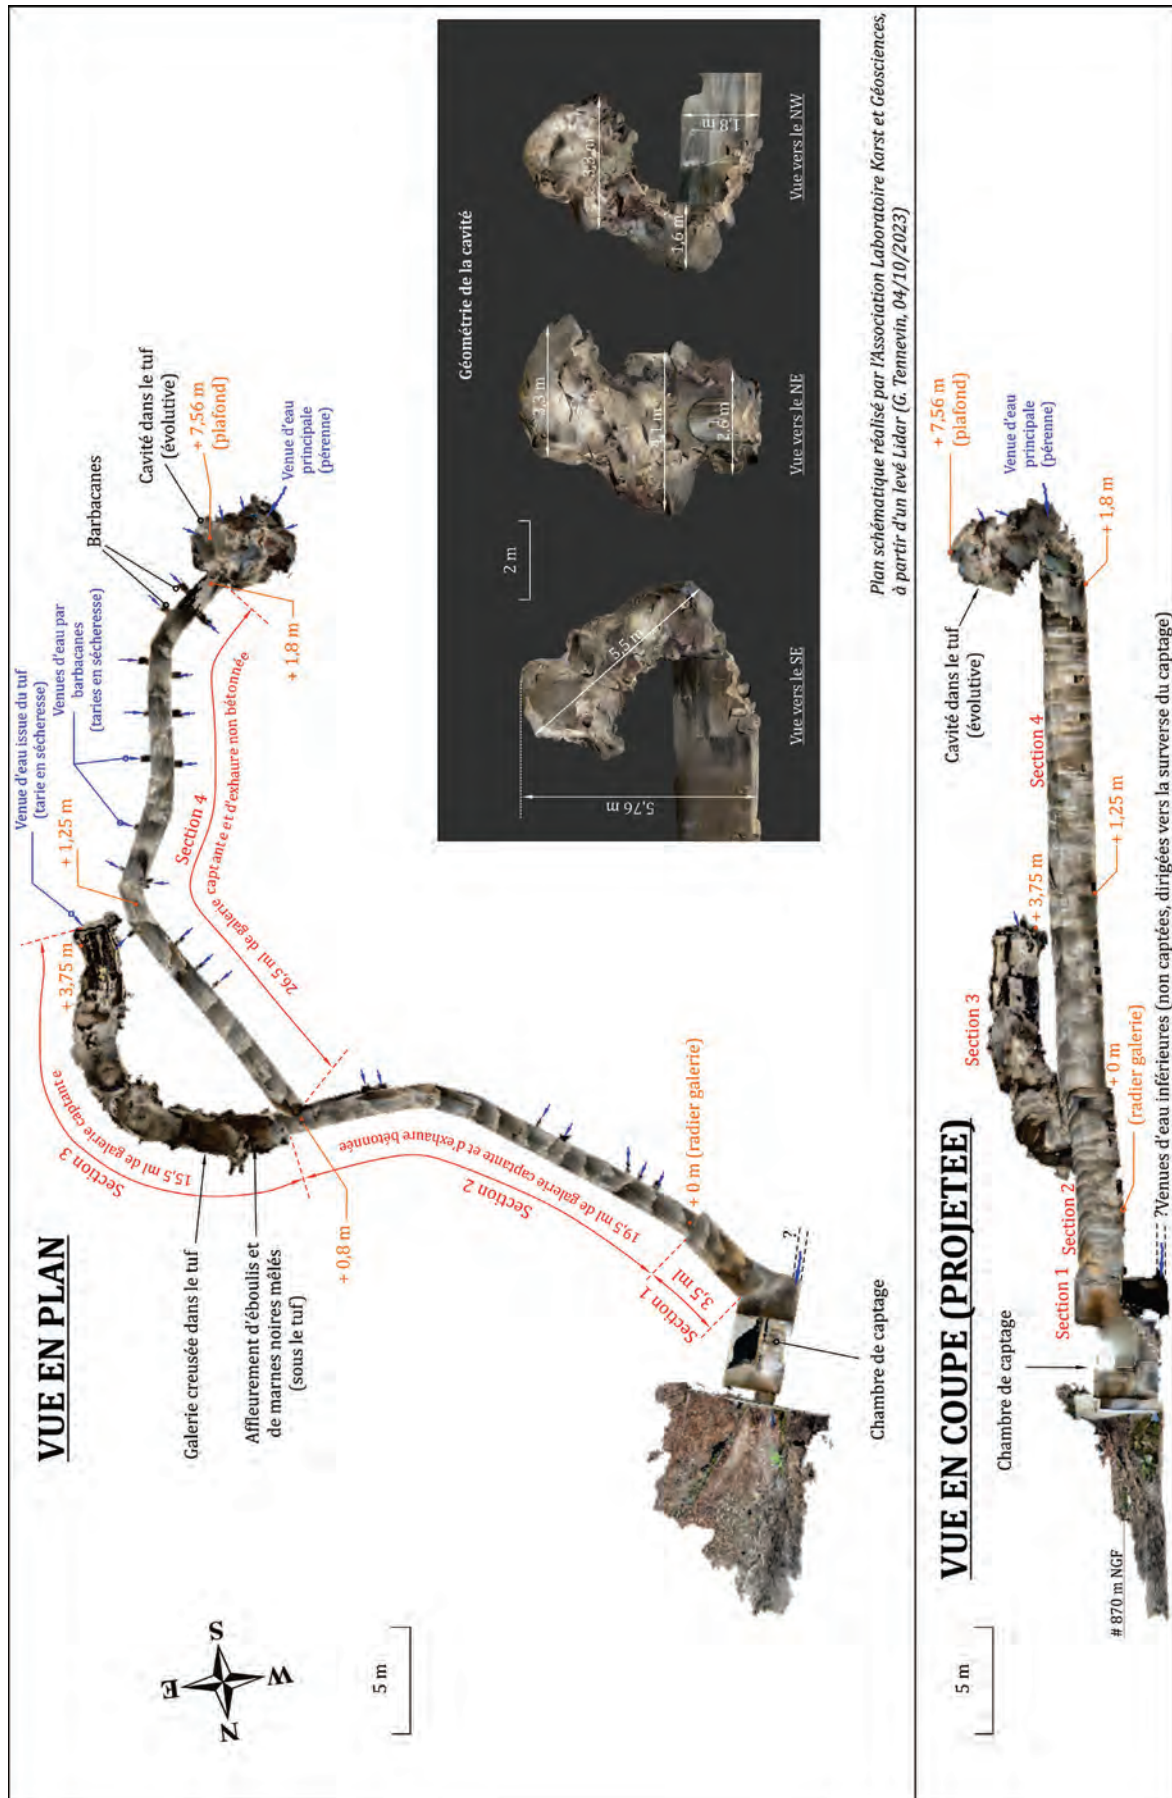 VUE EN PLAN
Galerie creusée dans le tuf
Affleurement d'éboulis et
de marnes noires mêlés
(sous le tuf)
+ 0,8 m
Section 3
15,5 ml de galerie captante
+ 3,75 m
Venue d'eau issue du tuf
(tarie en sécheresse)
+ 1,25 m
Venues d'eau par
barbacanes
(taries en sécheresse)
Barbacanes
Cavité dans le tuf
(évolutive)
+ 7,56 m
(plafond)
Venue d'eau
principale
(pérenne)
+ 1,8 m
Section 4
26,5 ml de galerie captante et d'exhaure non bétonnée
Section 2
19,5 ml de galerie captante et d'exhaure bétonnée
+ 0 m (radier galerie)
Section 1
3,5 ml
?
Chambre de captage
N
E
S
W
5 m
Géométrie de la cavité
2 m
5,76 m
5,5 m
Vue vers le SE
3,3 m
4,1 m
2,6 m
Vue vers le NE
3,3 m
1,6 m
1,8 m
Vue vers le NW
Plan schématique réalisé par l'Association Laboratoire Karst et Géosciences,
à partir d'un levé Lidar (G. Tennevin, 04/10/2023)
VUE EN COUPE (PROJETEE)
Chambre de captage
Section 1
Section 2
Section 3
+ 3,75 m
Section 4
Cavité dans le tuf
(évolutive)
+ 7,56 m
(plafond)
Venue d'eau
principale
(pérenne)
+ 1,8 m
+ 1,25 m
+ 0 m
(radier galerie)
?Venues d'eau inférieures (non captées, dirigées vers la surverse du captage)
# 870 m NGF
5 m